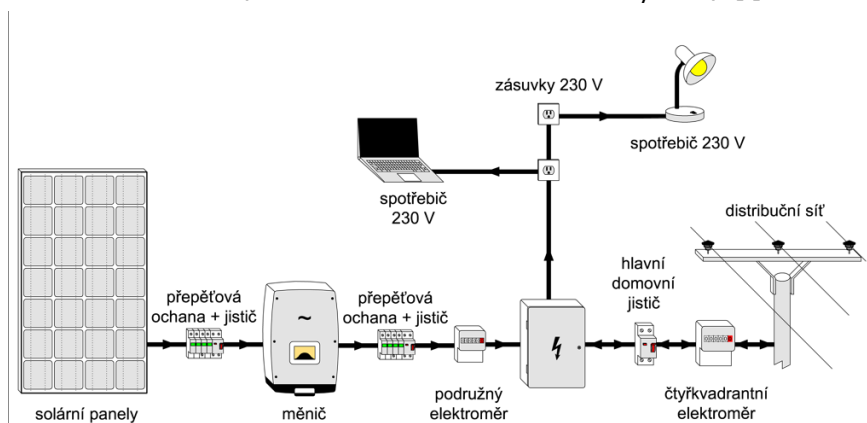 zásuvky 230 V
spotřebič 230 V
spotřebič
230 V
distribuční síť
hlavní
domovní
jistič
přepěťová
ochana + jistič
přepěťová
ochana + jistič
~
solární panely
měnič
podružný
elektroměr
čtyřkvadrantní
elektroměr